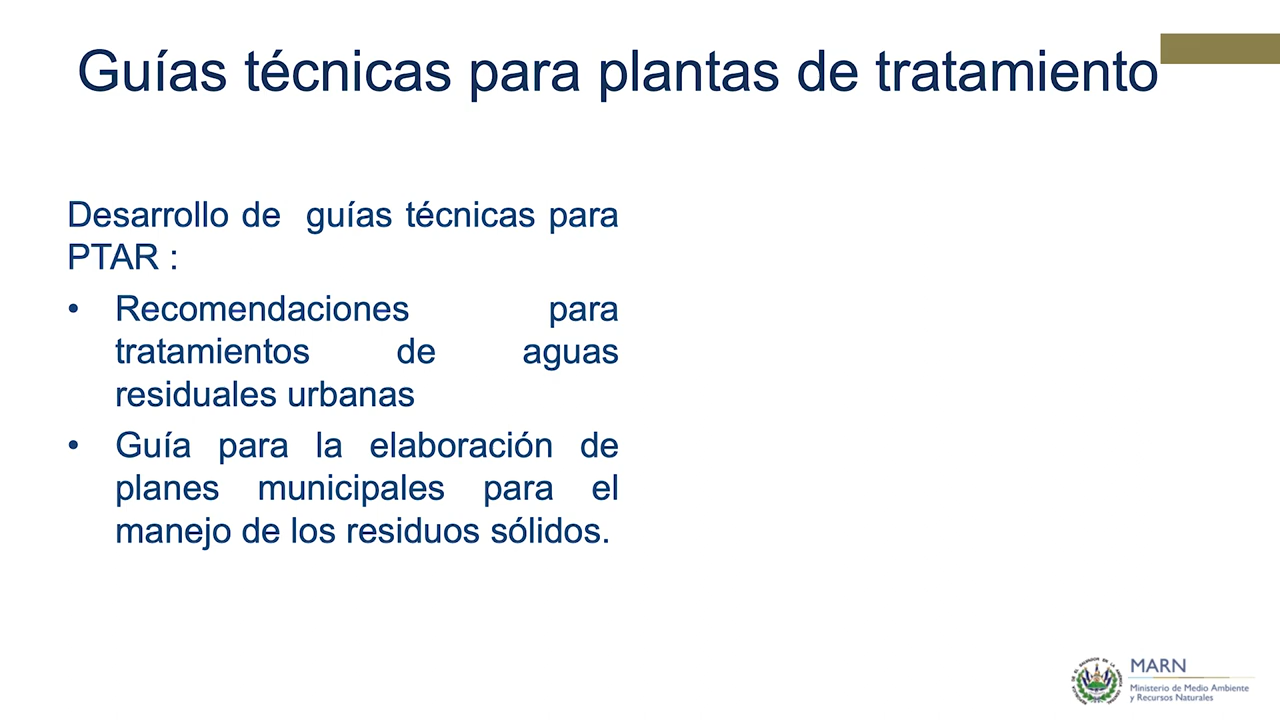 Guías técnicas para plantas de tratamiento
Desarrollo de guías técnicas para
PTAR :
• Recomendaciones para
tratamientos de aguas
residuales urbanas
• Guía para la elaboración de
planes municipales para el
manejo de los residuos sólidos.
MARN
Ministerio de Medio Ambiente
y Recursos Naturales